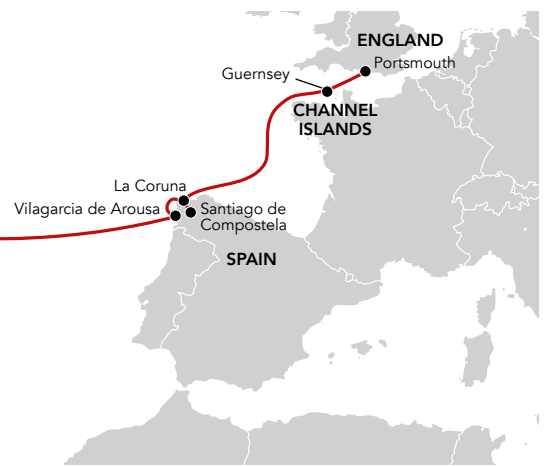 ENGLAND
Portsmouth
Guernsey
CHANNEL
ISLANDS
La Coruna
Vilagarcia de Arousa
Santiago de
Compostela
SPAIN